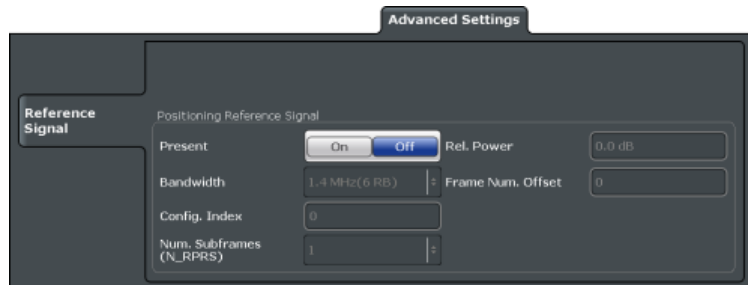 Advanced Settings
Reference
Signal
Positioning Reference Signal
Present On Off Rel. Power 0.0 dB
Bandwidth 1.4 MHz(6 RB) Frame Num. Offset 0
Config. Index 0
Num. Subframes
(N_RPRS) 1